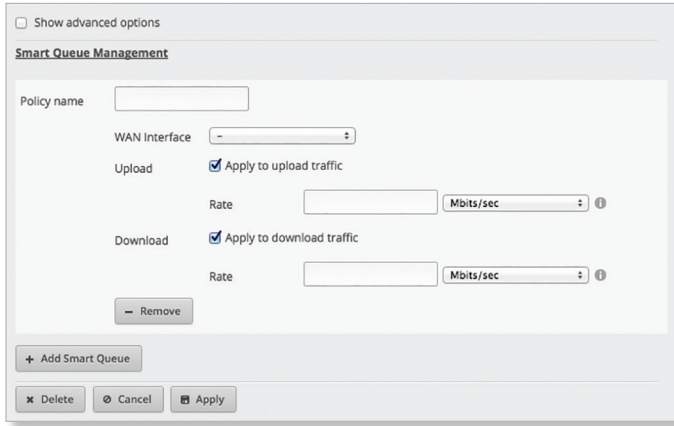 Show advanced options
Smart Queue Management
Policy name
WAN Interface –
Upload Apply to upload traffic
Rate Mbits/sec
Download Apply to download traffic
Rate Mbits/sec
– Remove
+ Add Smart Queue
Delete Cancel Apply